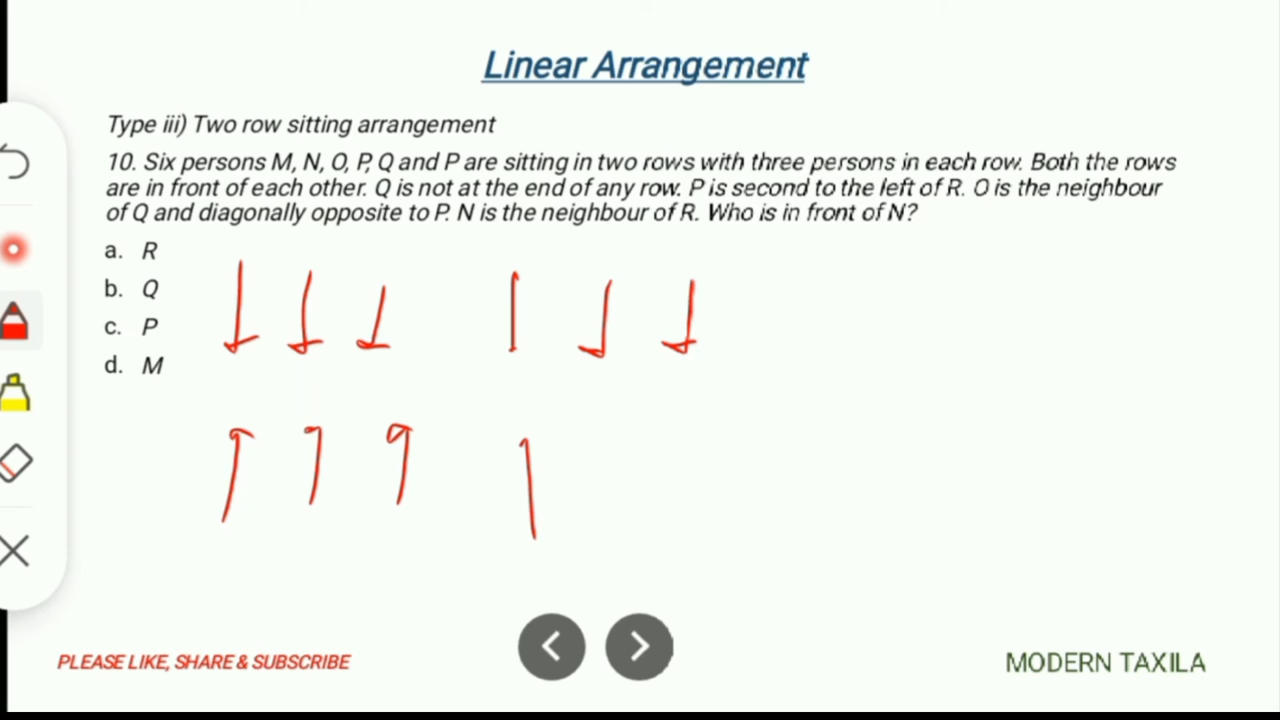 Linear Arrangement
Type iii) Two row sitting arrangement
10. Six persons M, N, O, P, Q and P are sitting in two rows with three persons in each row. Both the rows
are in front of each other. Q is not at the end of any row. P is second to the left of R. O is the neighbour
of Q and diagonally opposite to P. N is the neighbour of R. Who is in front of N?
a. R
b. Q
c. P
d. M
PLEASE LIKE, SHARE & SUBSCRIBE
MODERN TAXILA